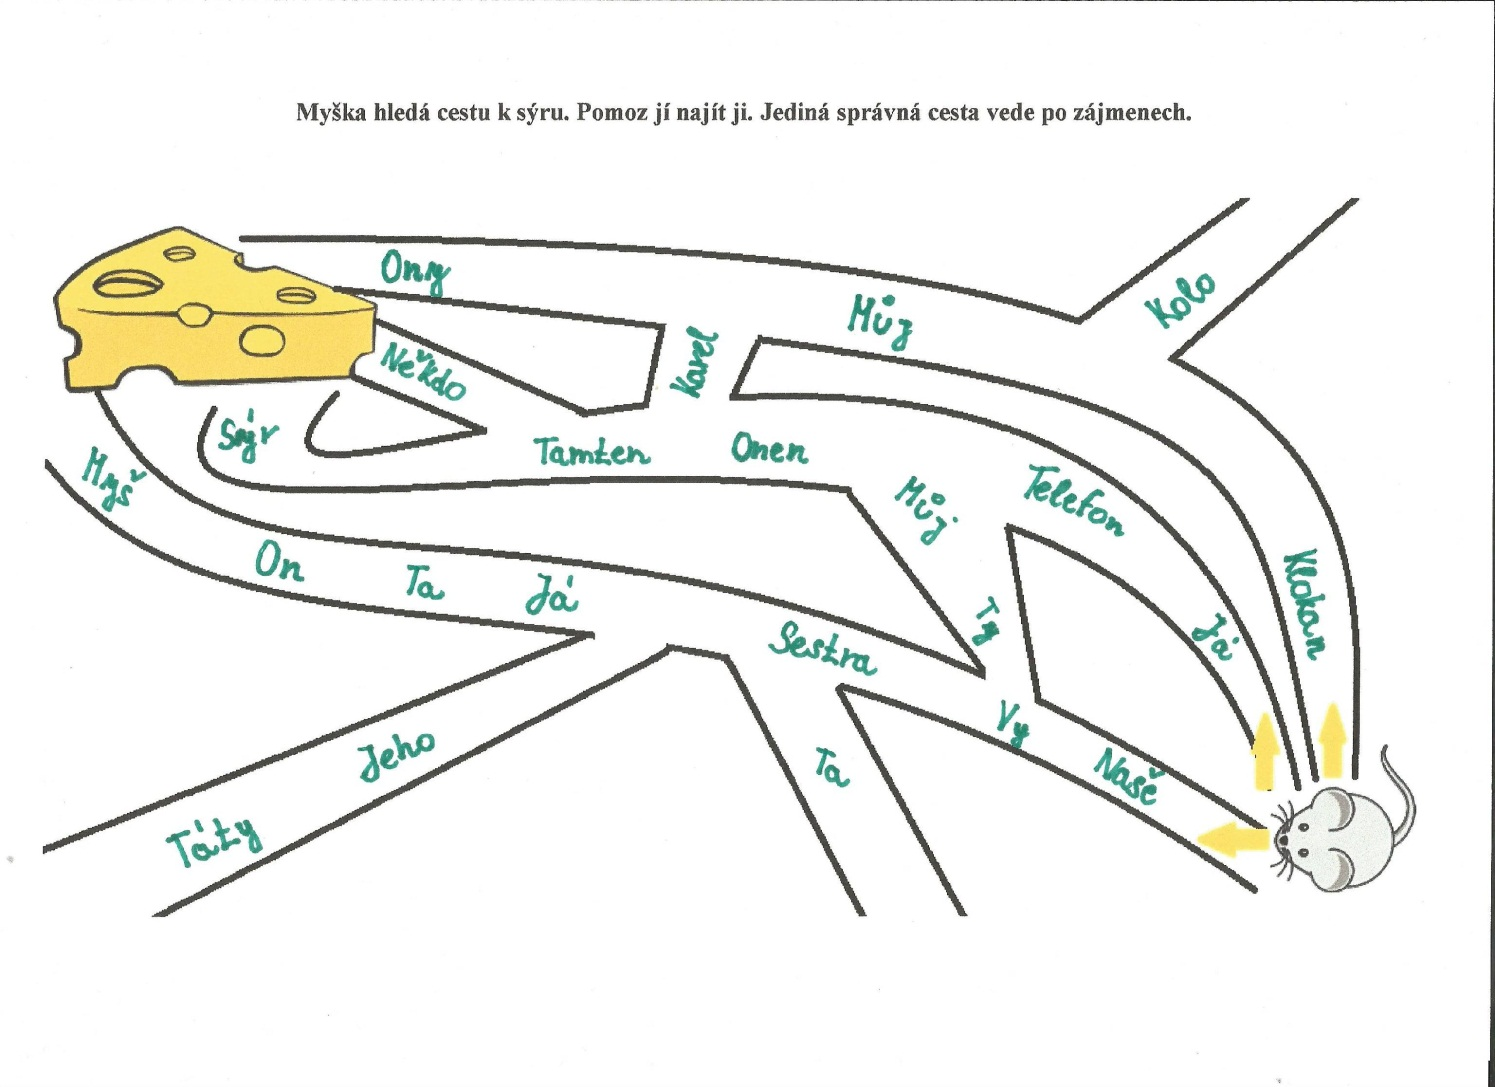 Myška hledá cestu k sýru. Pomoz jí najít ji. Jediná správná cesta vede po zájmenech.
Kolo
Ony
Můj
Karel
Někdo
Sýr
Tamten
Onen
Můj
Telefon
Myš
On
Ta
Já
Ty
Já
Klokan
Sestra
Vy
Naše
Jeho
Ta
Táty